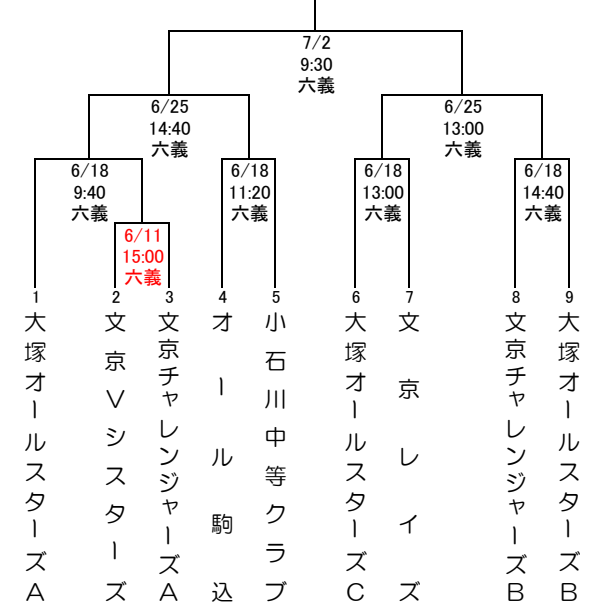 7/2
9:30
六義
6/25
14:40
六義
6/25
13:00
六義
6/18
9:40
六義
6/18
11:20
六義
6/18
13:00
六義
6/18
14:40
六義
6/11
15:00
六義
1
大塚オールスターズA
2
文京Vシスターズ
3
文京チャレンジャーズA
4
オール駒込
5
小石川中等クラブ
6
大塚オールスターズC
7
文京レイズ
8
文京チャレンジャーズB
9
大塚オールスターズB